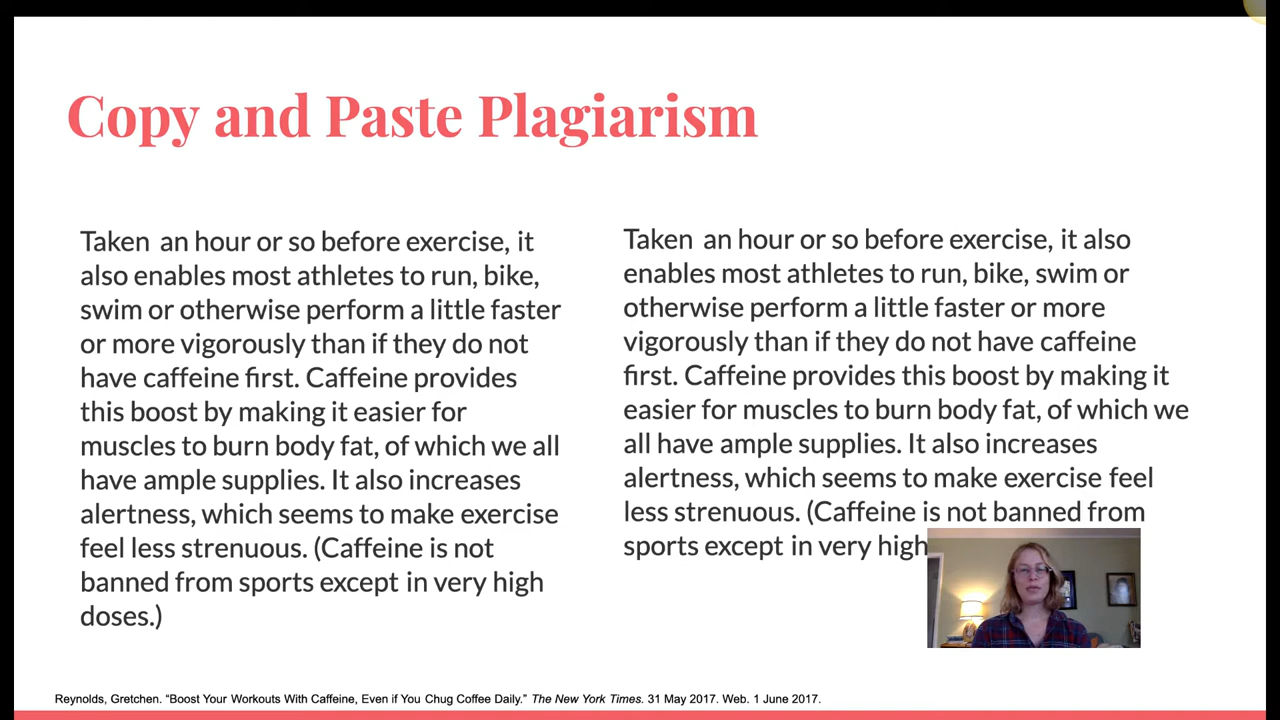 Copy and Paste Plagiarism
Taken an hour or so before exercise, it
also enables most athletes to run, bike,
swim or otherwise perform a little faster
or more vigorously than if they do not
have caffeine first. Caffeine provides
this boost by making it easier for
muscles to burn body fat, of which we all
have ample supplies. It also increases
alertness, which seems to make exercise
feel less strenuous. (Caffeine is not
banned from sports except in very high
doses.)
Taken an hour or so before exercise, it also
enables most athletes to run, bike, swim or
otherwise perform a little faster or more
vigorously than if they do not have caffeine
first. Caffeine provides this boost by making it
easier for muscles to burn body fat, of which we
all have ample supplies. It also increases
alertness, which seems to make exercise feel
less strenuous. (Caffeine is not banned from
sports except in very high
Reynolds, Gretchen. “Boost Your Workouts With Caffeine, Even if You Chug Coffee Daily.” The New York Times. 31 May 2017. Web. 1 June 2017.